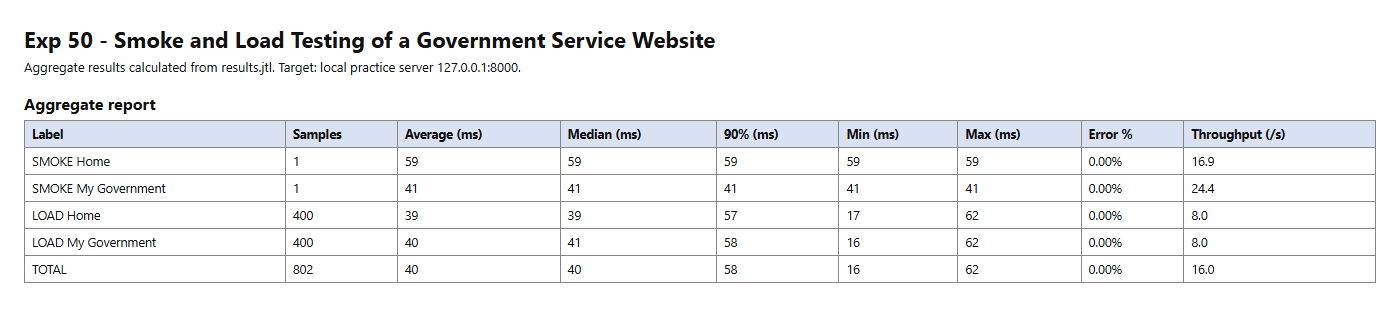 Exp 50 - Smoke and Load Testing of a Government Service Website
Aggregate results calculated from results.jtl. Target: local practice server 127.0.0.1:8000.
Aggregate report
Label Samples Average (ms) Median (ms) 90% (ms) Min (ms) Max (ms) Error % Throughput (/s)
SMOKE Home 1 59 59 59 59 59 0.00% 16.9
SMOKE My Government 1 41 41 41 41 41 0.00% 24.4
LOAD Home 400 39 39 57 17 62 0.00% 8.0
LOAD My Government 400 40 41 58 16 62 0.00% 8.0
TOTAL 802 40 40 58 16 62 0.00% 16.0